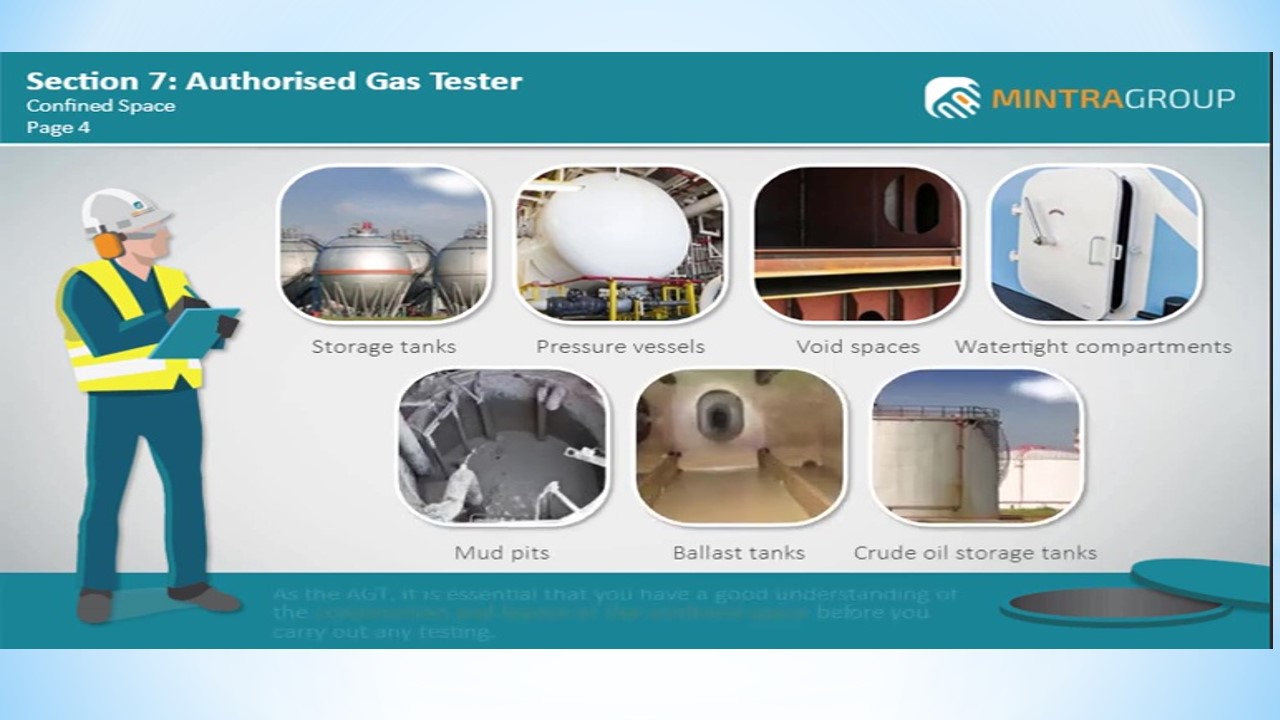 Section 7: Authorised Gas Tester
Confined Space
Page 4
MINTRAGROUP
Storage tanks
Pressure vessels
Void spaces
Watertight compartments
Mud pits
Ballast tanks
Crude oil storage tanks
As the AGT, it is essential that you have a good understanding of
the before you
carry out any testing.